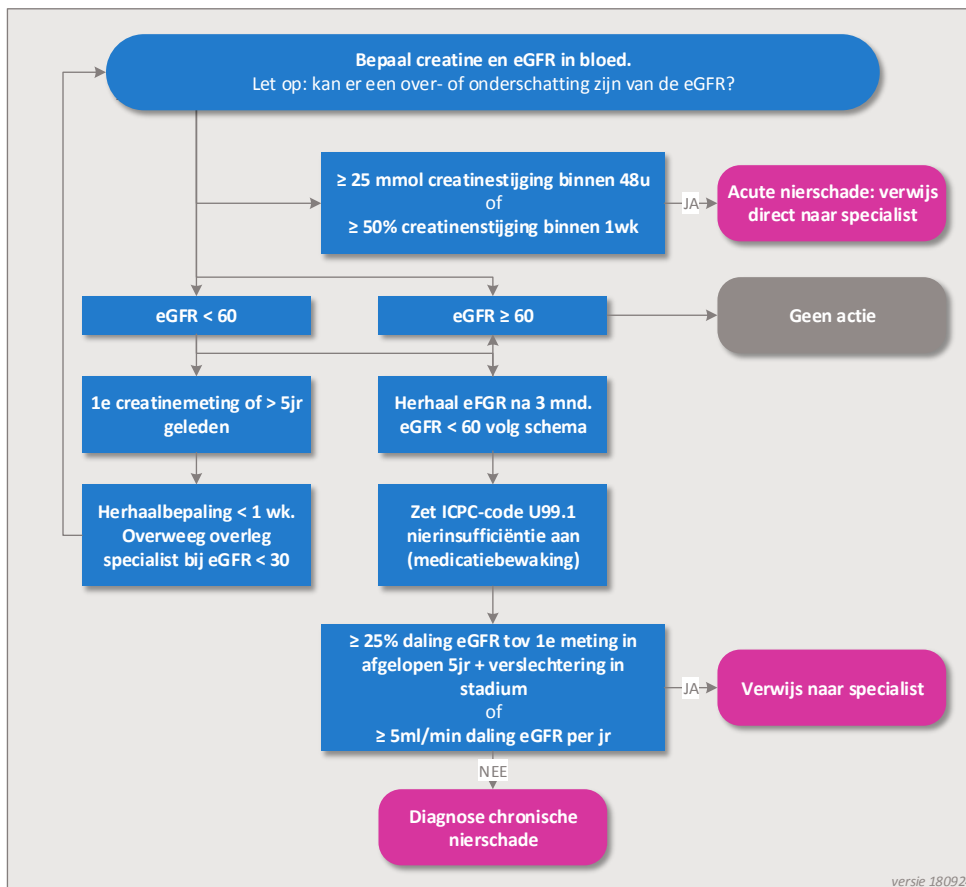 Bepaal creatine en eGFR in bloed.
Let op: kan er een over- of onderschatting zijn van de eGFR?
≥ 25 mmol creatinestijging binnen 48u
of
≥ 50% creatinenstijging binnen 1wk
JA
Acute nierschade: verwijs
direct naar specialist
eGFR < 60
eGFR ≥ 60
Geen actie
1e creatinemeting of > 5jr
geleden
Herhaal eFGR na 3 mnd.
eGFR < 60 volg schema
Herhaalbepaling < 1 wk.
Overweeg overleg
specialist bij eGFR < 30
Zet ICPC-code U99.1
nierinsufficiëntie aan
(medicatiebewaking)
≥ 25% daling eGFR tov 1e meting in
afgelopen 5jr + verslechtering in
stadium
of
≥ 5ml/min daling eGFR per jr
JA
Verwijs naar specialist
NEE
Diagnose chronische
nierschade
versie 18092